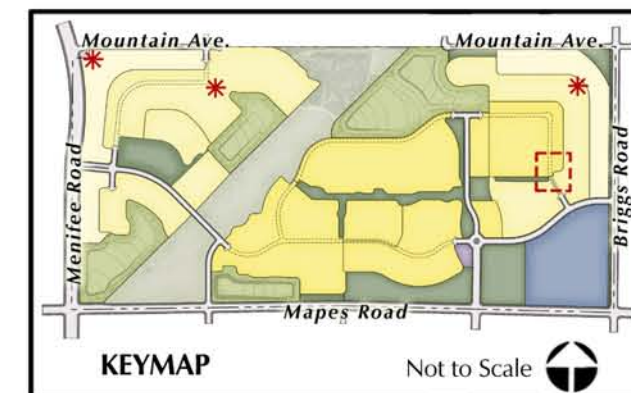 Mountain Ave.
Mountain Ave.
Menifee Road
Briggs Road
Mapes Road
KEYMAP
Not to Scale